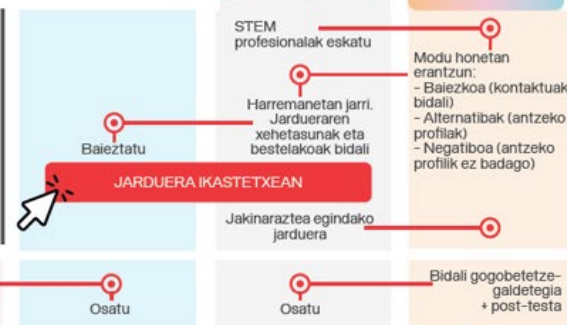 STEM
profesionalak eskatu
Modu honetan
erantzun:
- Baiezkoa (kontaktuak
bidali)
- Alternatibak (antzeko
profilak)
- Negatiboa (antzeko
profilik ez badago)
Harremanetan jarri.
Jardueraren
xehetasunak eta
bestelakoak bidali
Baieztatu
JARDUERA IKASTETXEAN
Jakinaraztea egindako
jarduera
Bidali gogobetetze-
galdetegia
+ post-testa
Osatu
Osatu